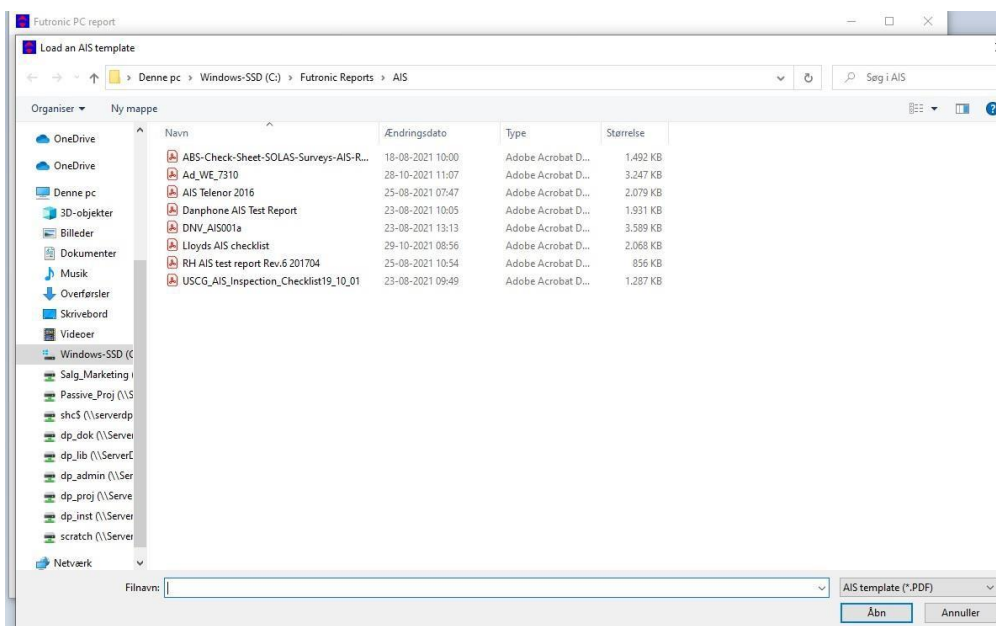 Futronic PC report
Load an AIS template
Denne pc › Windows-SSD (C:) › Futronic Reports › AIS
Søg i AIS
Organiser Ny mappe
Navn Ændringsdato Type Størrelse
OneDrive
OneDrive
Denne pc
3D-objekter
Billeder
Dokumenter
Musik
Overførsler
Skrivebord
Videoer
Windows-SSD (C
Salg_Marketing (
Passive_Proj (\\S
shc$ (\\serverdp
dp_dok (\\Server
dp_lib (\\ServerD
dp_admin (\\Ser
dp_proj (\\Serve
dp_inst (\\Server
scratch (\\Server
Netværk
ABS-Check-Sheet-SOLAS-Surveys-AIS-R... 18-08-2021 10:00 Adobe Acrobat D... 1.492 KB
Ad_WE_7310 28-10-2021 11:07 Adobe Acrobat D... 3.247 KB
AIS Telenor 2016 25-08-2021 07:47 Adobe Acrobat D... 2.079 KB
Danphone AIS Test Report 23-08-2021 10:05 Adobe Acrobat D... 1.931 KB
DNV_AIS001a 23-08-2021 13:13 Adobe Acrobat D... 3.589 KB
Lloyds AIS checklist 29-10-2021 08:56 Adobe Acrobat D... 2.068 KB
RH AIS test report Rev.6 201704 25-08-2021 10:54 Adobe Acrobat D... 856 KB
USCG_AIS_Inspection_Checklist19_10_01 23-08-2021 09:49 Adobe Acrobat D... 1.287 KB
Filnavn:
AIS template (*.PDF)
Åbn Annuller